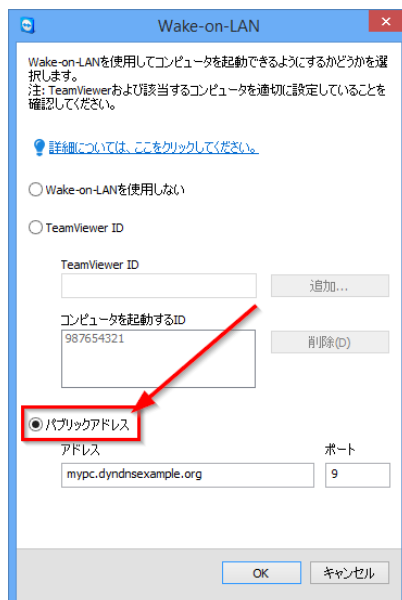 Wake-on-LAN
Wake-on-LANを使用してコンピュータを起動できるようにするかどうかを選
択します。
注: TeamViewerおよび該当するコンピュータを適切に設定していることを
確認してください。
詳細については、ここをクリックしてください。
Wake-on-LANを使用しない
TeamViewer ID
TeamViewer ID
追加...
コンピュータを起動するID
987654321
削除(D)
パブリックアドレス
アドレス ポート
mypc.dyndnsexample.org 9
OK キャンセル